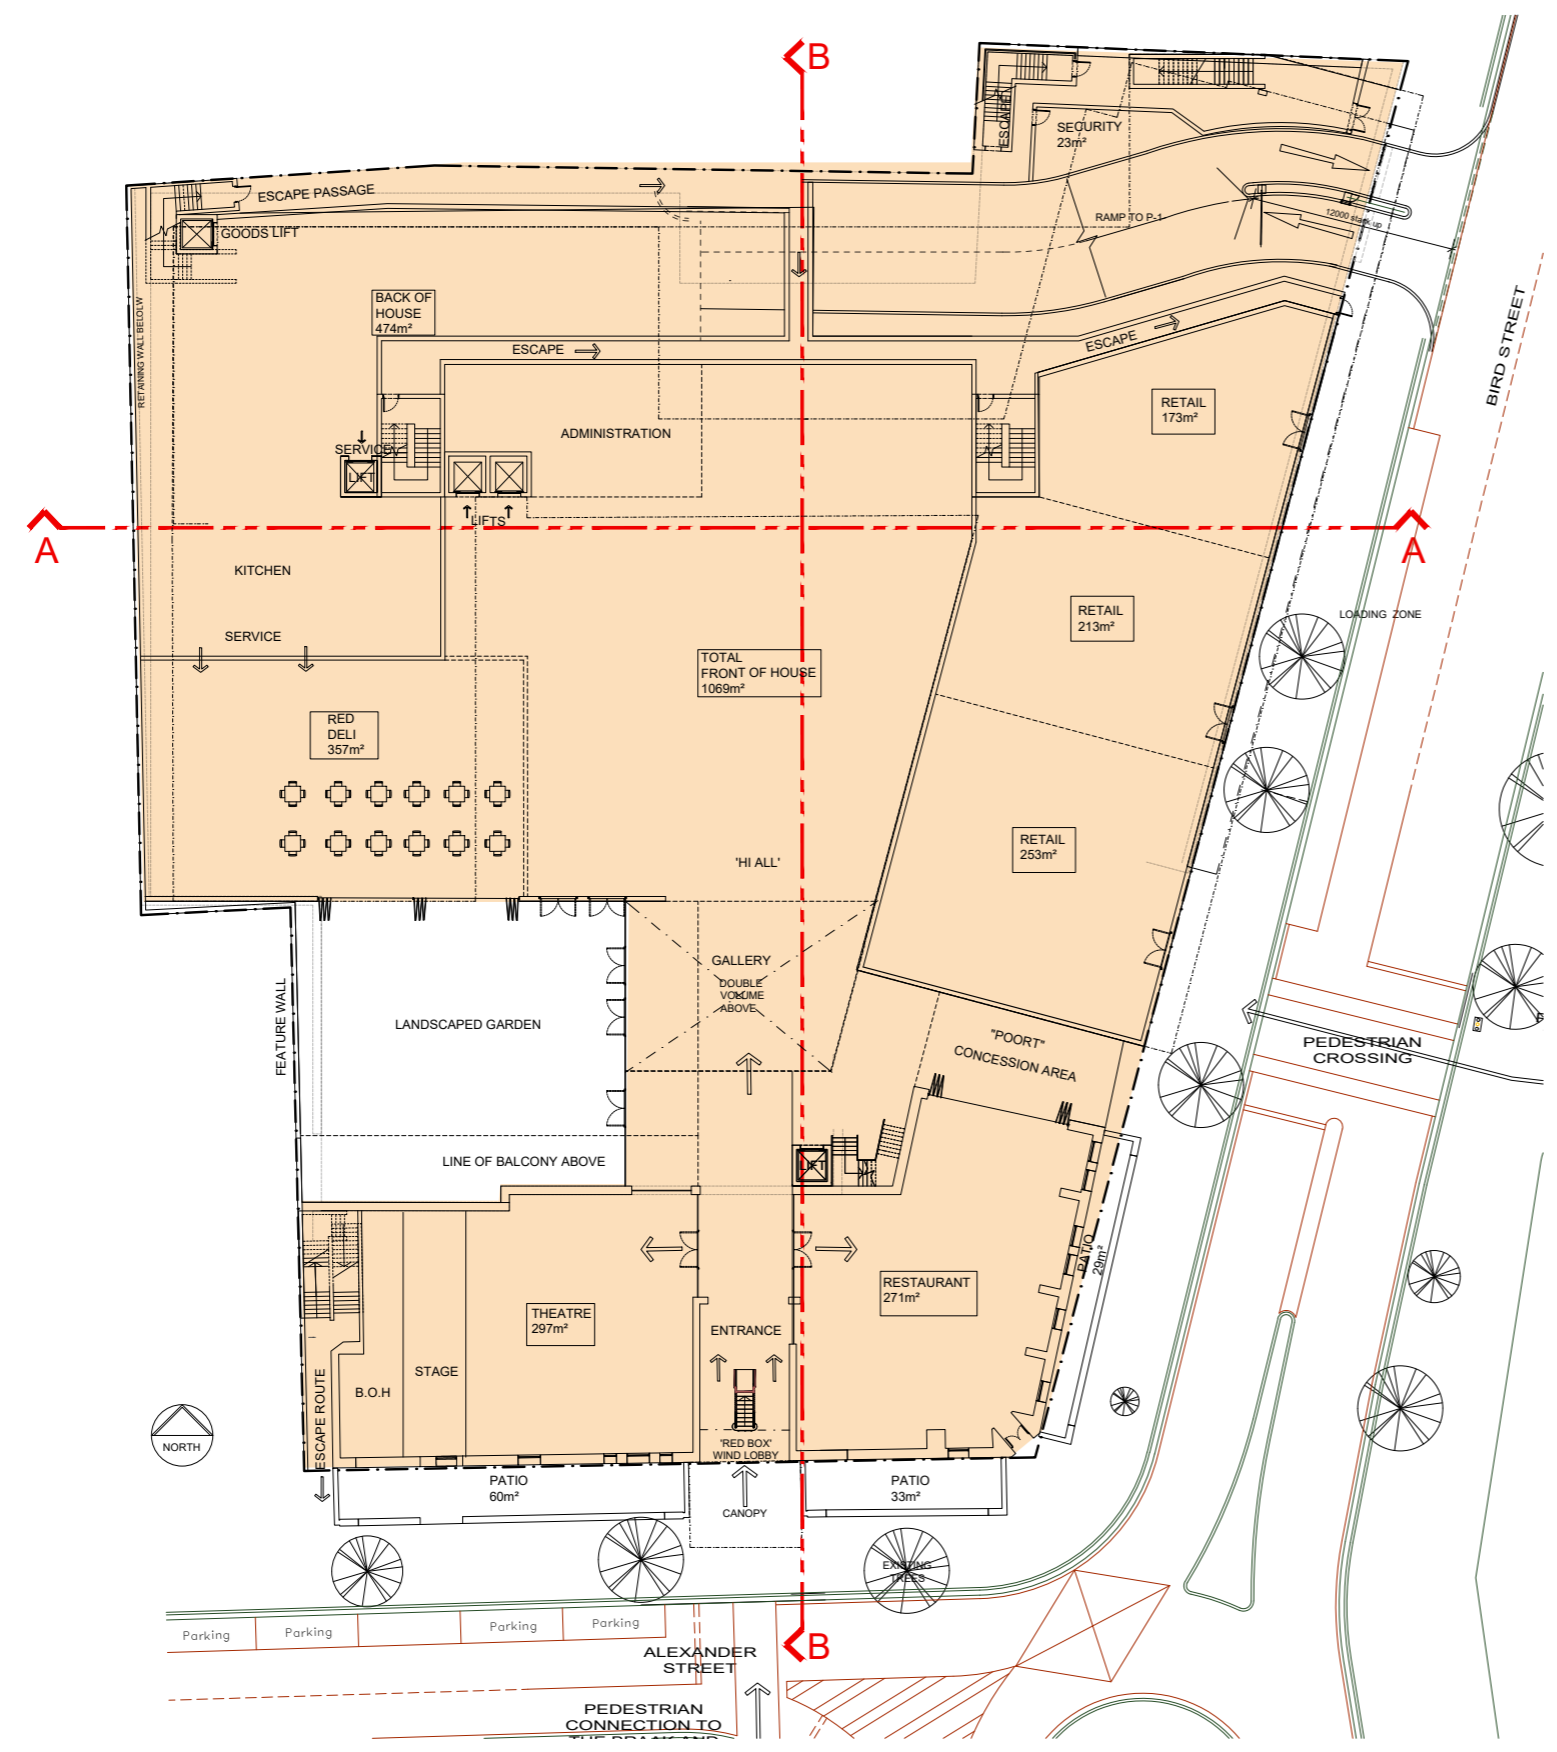 B
ESCAPE
SECURITY
23m²
ESCAPE PASSAGE
GOODS LIFT
RAMP TO P-1
12000 stack up
BIRD STREET
RETAINING WALL BELOLW
BACK OF
HOUSE
474m²
ESCAPE
ESCAPE
RETAIL
173m²
ADMINISTRATION
SERVICE
LIFT
LIFTS
A
A
KITCHEN
SERVICE
RETAIL
213m²
LOADING ZONE
TOTAL
FRONT OF HOUSE
1069m²
RED
DELI
357m²
RETAIL
253m²
'HI ALL'
GALLERY
DOUBLE
VOLUME
ABOVE
FEATURE WALL
LANDSCAPED GARDEN
"POORT"
CONCESSION AREA
PEDESTRIAN
CROSSING
LINE OF BALCONY ABOVE
LIFT
PATIO
29m²
RESTAURANT
271m²
THEATRE
297m²
ENTRANCE
STAGE
B.O.H
ESCAPE ROUTE
NORTH
'RED BOX'
WIND LOBBY
PATIO
60m²
PATIO
33m²
CANOPY
EXISTING
TREES
Parking
Parking
Parking
Parking
B
ALEXANDER
STREET
PEDESTRIAN
CONNECTION TO